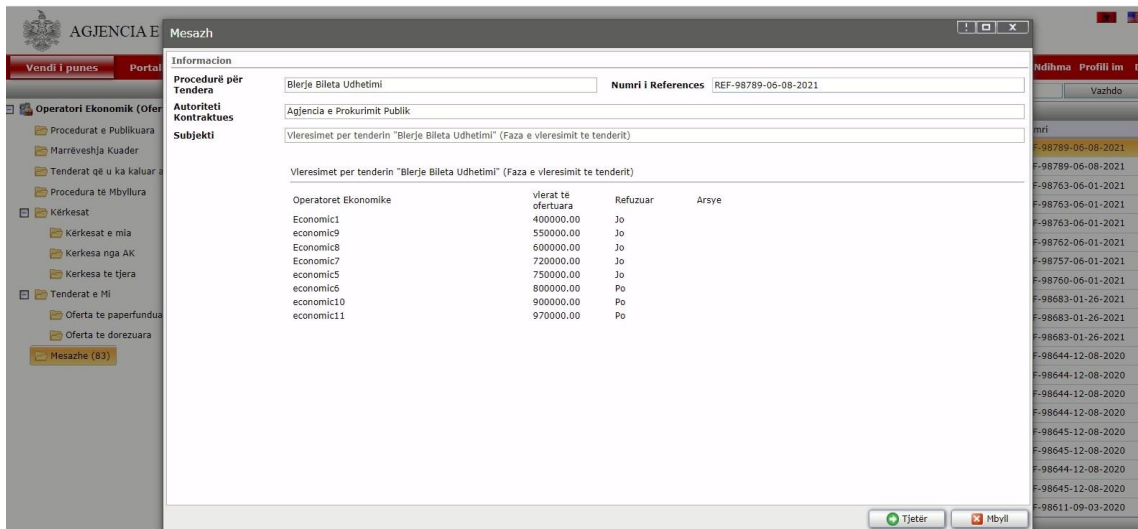 AGJENCIA E
Mesazh
Vendi i punes
Portal
Ndihma
Profili im
Vazhdo
Operatori Ekonomik (Ofer
Procedurat e Publikuara
Marrëveshja Kuader
Tenderat që u ka kaluar a
Procedura të Mbyllura
Kërkesat
Kërkesat e mia
Kerkesa nga AK
Kerkesa te tjera
Tenderat e Mi
Oferta te paperfundua
Oferta te dorezuara
Mesazhe (83)
Informacion
Procedurë për Tendera
Blerje Bileta Udhetimi
Numri i References
REF-98789-06-08-2021
Autoriteti Kontraktues
Agjencia e Prokurimit Publik
Subjekti
Vleresimet per tenderin "Blerje Bileta Udhetimi" (Faza e vleresimit te tenderit)
Vleresimet per tenderin "Blerje Bileta Udhetimi" (Faza e vleresimit te tenderit)
Operatoret Ekonomike vlerat të ofertuara Refuzuar Arsye
Economic1 400000.00 Jo
economic9 550000.00 Jo
Economic8 600000.00 Jo
Economic7 720000.00 Jo
economic5 750000.00 Jo
economic6 800000.00 Po
economic10 900000.00 Po
economic11 970000.00 Po
mri
F-98789-06-08-2021
F-98789-06-08-2021
F-98763-06-01-2021
F-98763-06-01-2021
F-98763-06-01-2021
F-98762-06-01-2021
F-98757-06-01-2021
F-98760-06-01-2021
F-98683-01-26-2021
F-98683-01-26-2021
F-98683-01-26-2021
F-98644-12-08-2020
F-98644-12-08-2020
F-98644-12-08-2020
F-98644-12-08-2020
F-98645-12-08-2020
F-98645-12-08-2020
F-98644-12-08-2020
F-98645-12-08-2020
F-98611-09-03-2020
Tjetër
Mbyll